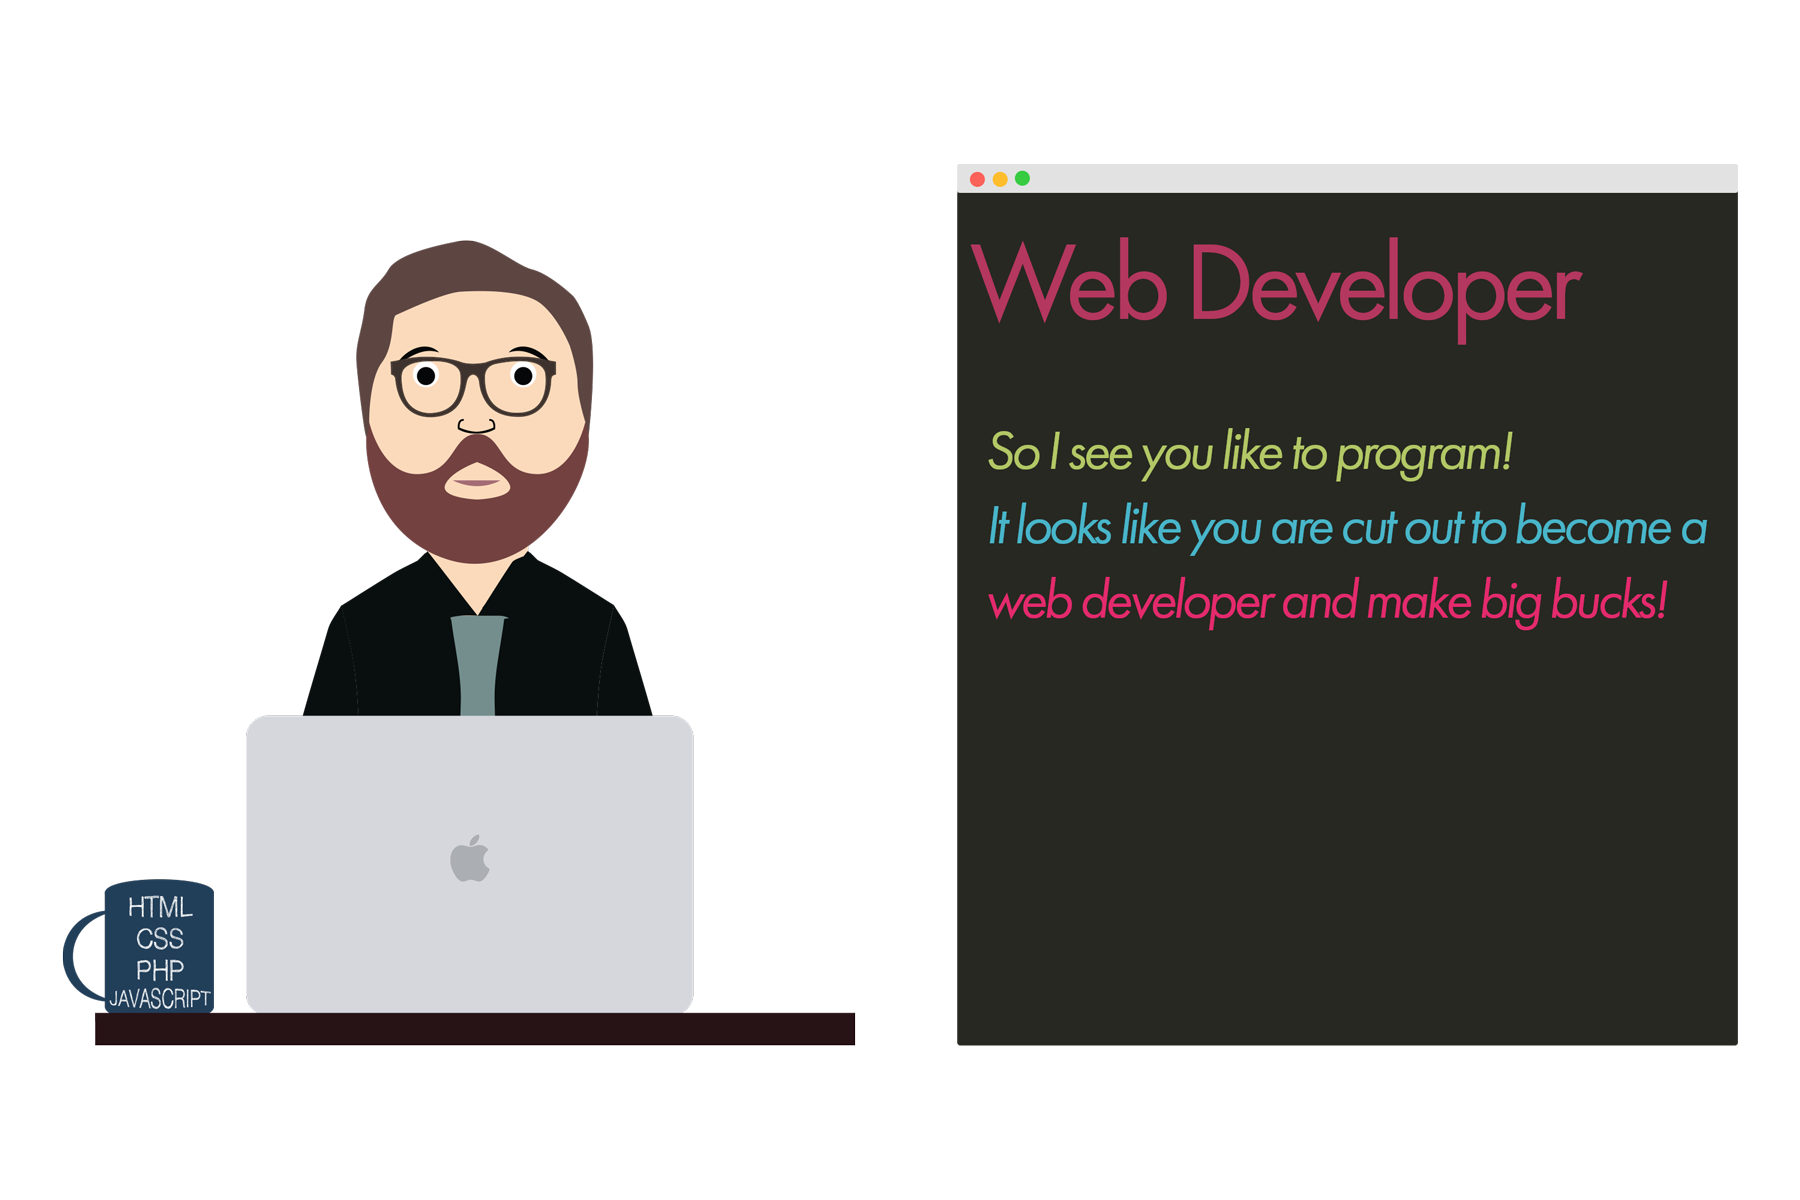 HTML
CSS
PHP
JAVASCRIPT
Web Developer
So I see you like to program!
It looks like you are cut out to become a
web developer and make big bucks!